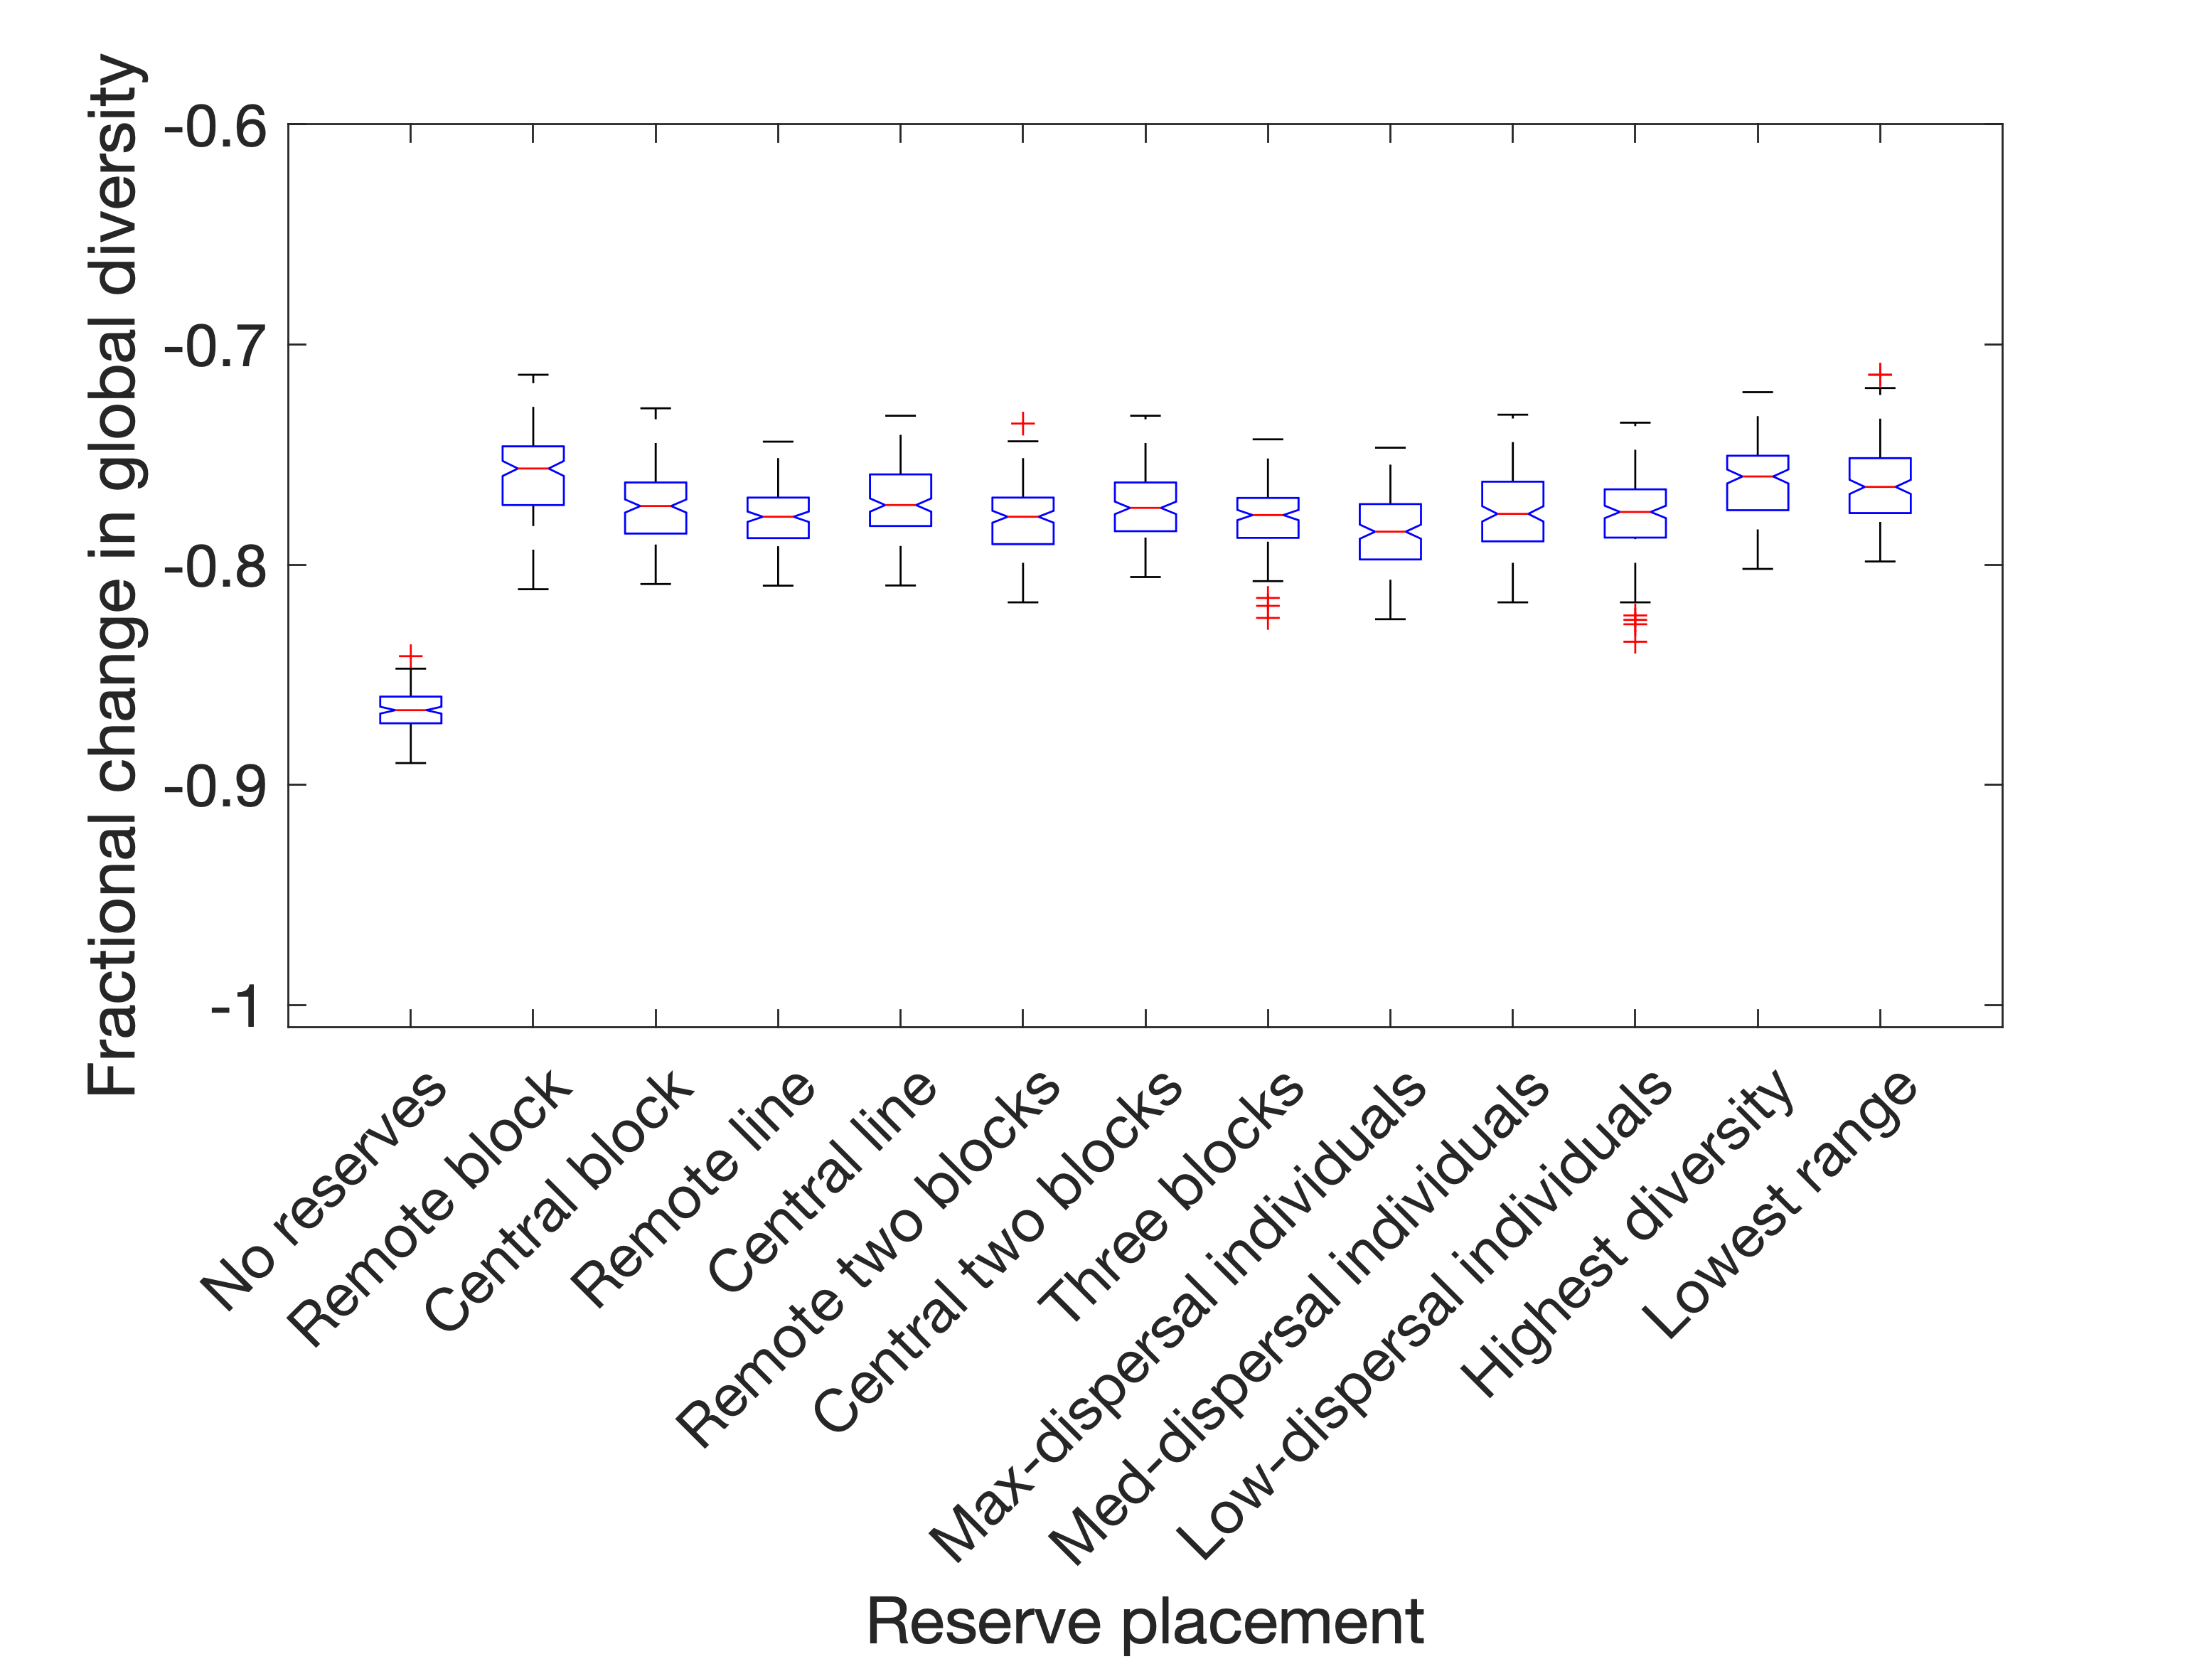 Fractional change in global diversity
-0.6
-0.7
-0.8
-0.9
-1
No reserves
Remote block
Central block
Remote line
Central line
Remote two blocks
Central two blocks
Three blocks
Max-dispersal individuals
Med-dispersal individuals
Low-dispersal individuals
Highest diversity
Lowest range
Reserve placement